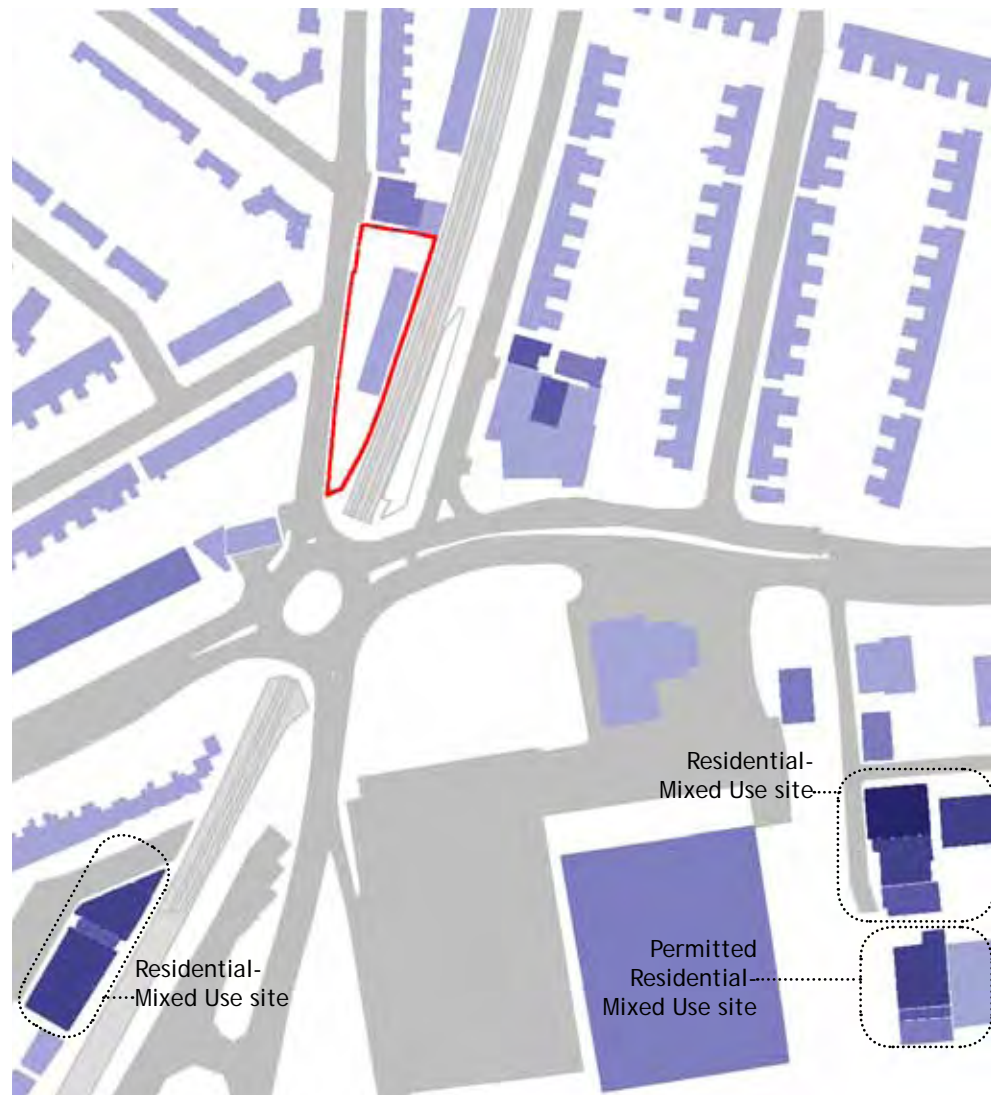 Residential-
Mixed Use site
Residential-
Mixed Use site
Permitted
Residential-
Mixed Use site